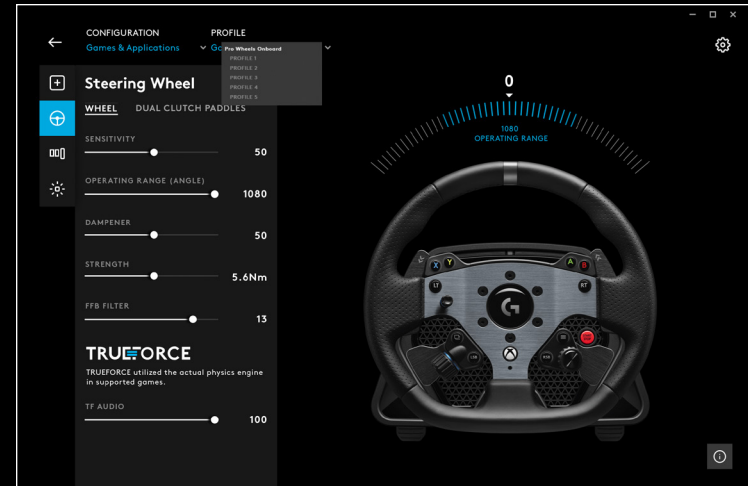 CONFIGURATION
PROFILE
Games & Applications
Pro Wheels Onboard
PROFILE 1
PROFILE 2
PROFILE 3
PROFILE 4
PROFILE 5
Steering Wheel
WHEEL
DUAL CLUTCH PADDLES
SENSITIVITY
50
OPERATING RANGE (ANGLE)
1080
DAMPENER
50
STRENGTH
5.6Nm
FFB FILTER
13
TRUEFORCE
TRUEFORCE utilized the actual physics engine
in supported games.
TF AUDIO
100
0
1080
OPERATING RANGE
X
Y
A
B
LT
RT
G
LSB
RSB